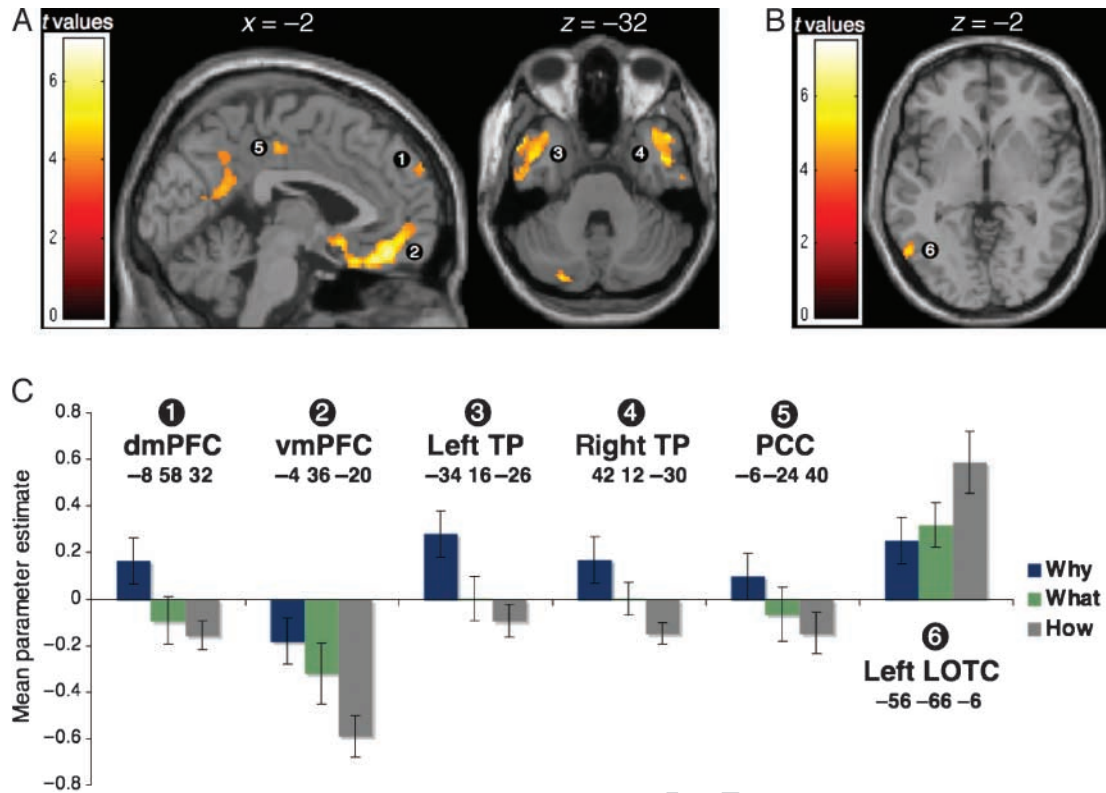 A
t values
x = −2
z = −32
6
4
2
0
5
1
2
3
4
B
t values
z = −2
6
4
2
0
6
C
Mean parameter estimate
0.8
0.6
0.4
0.2
0
−0.2
−0.4
−0.6
−0.8
1
dmPFC
−8 58 32
2
vmPFC
−4 36 −20
3
Left TP
−34 16 −26
4
Right TP
42 12 −30
5
PCC
−6 −24 40
6
Left LOTC
−56 −66 −6
Why
What
How